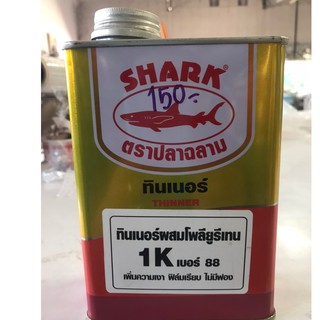 SHARK®
150.-
ตราปลาฉลาม
ทินเนอร์
THINNER
ทินเนอร์ผสมโพลียูรีเทน
1K เบอร์ 88
เพิ่มความเงา ฟิล์มเรียบ ไม่มีฟอง